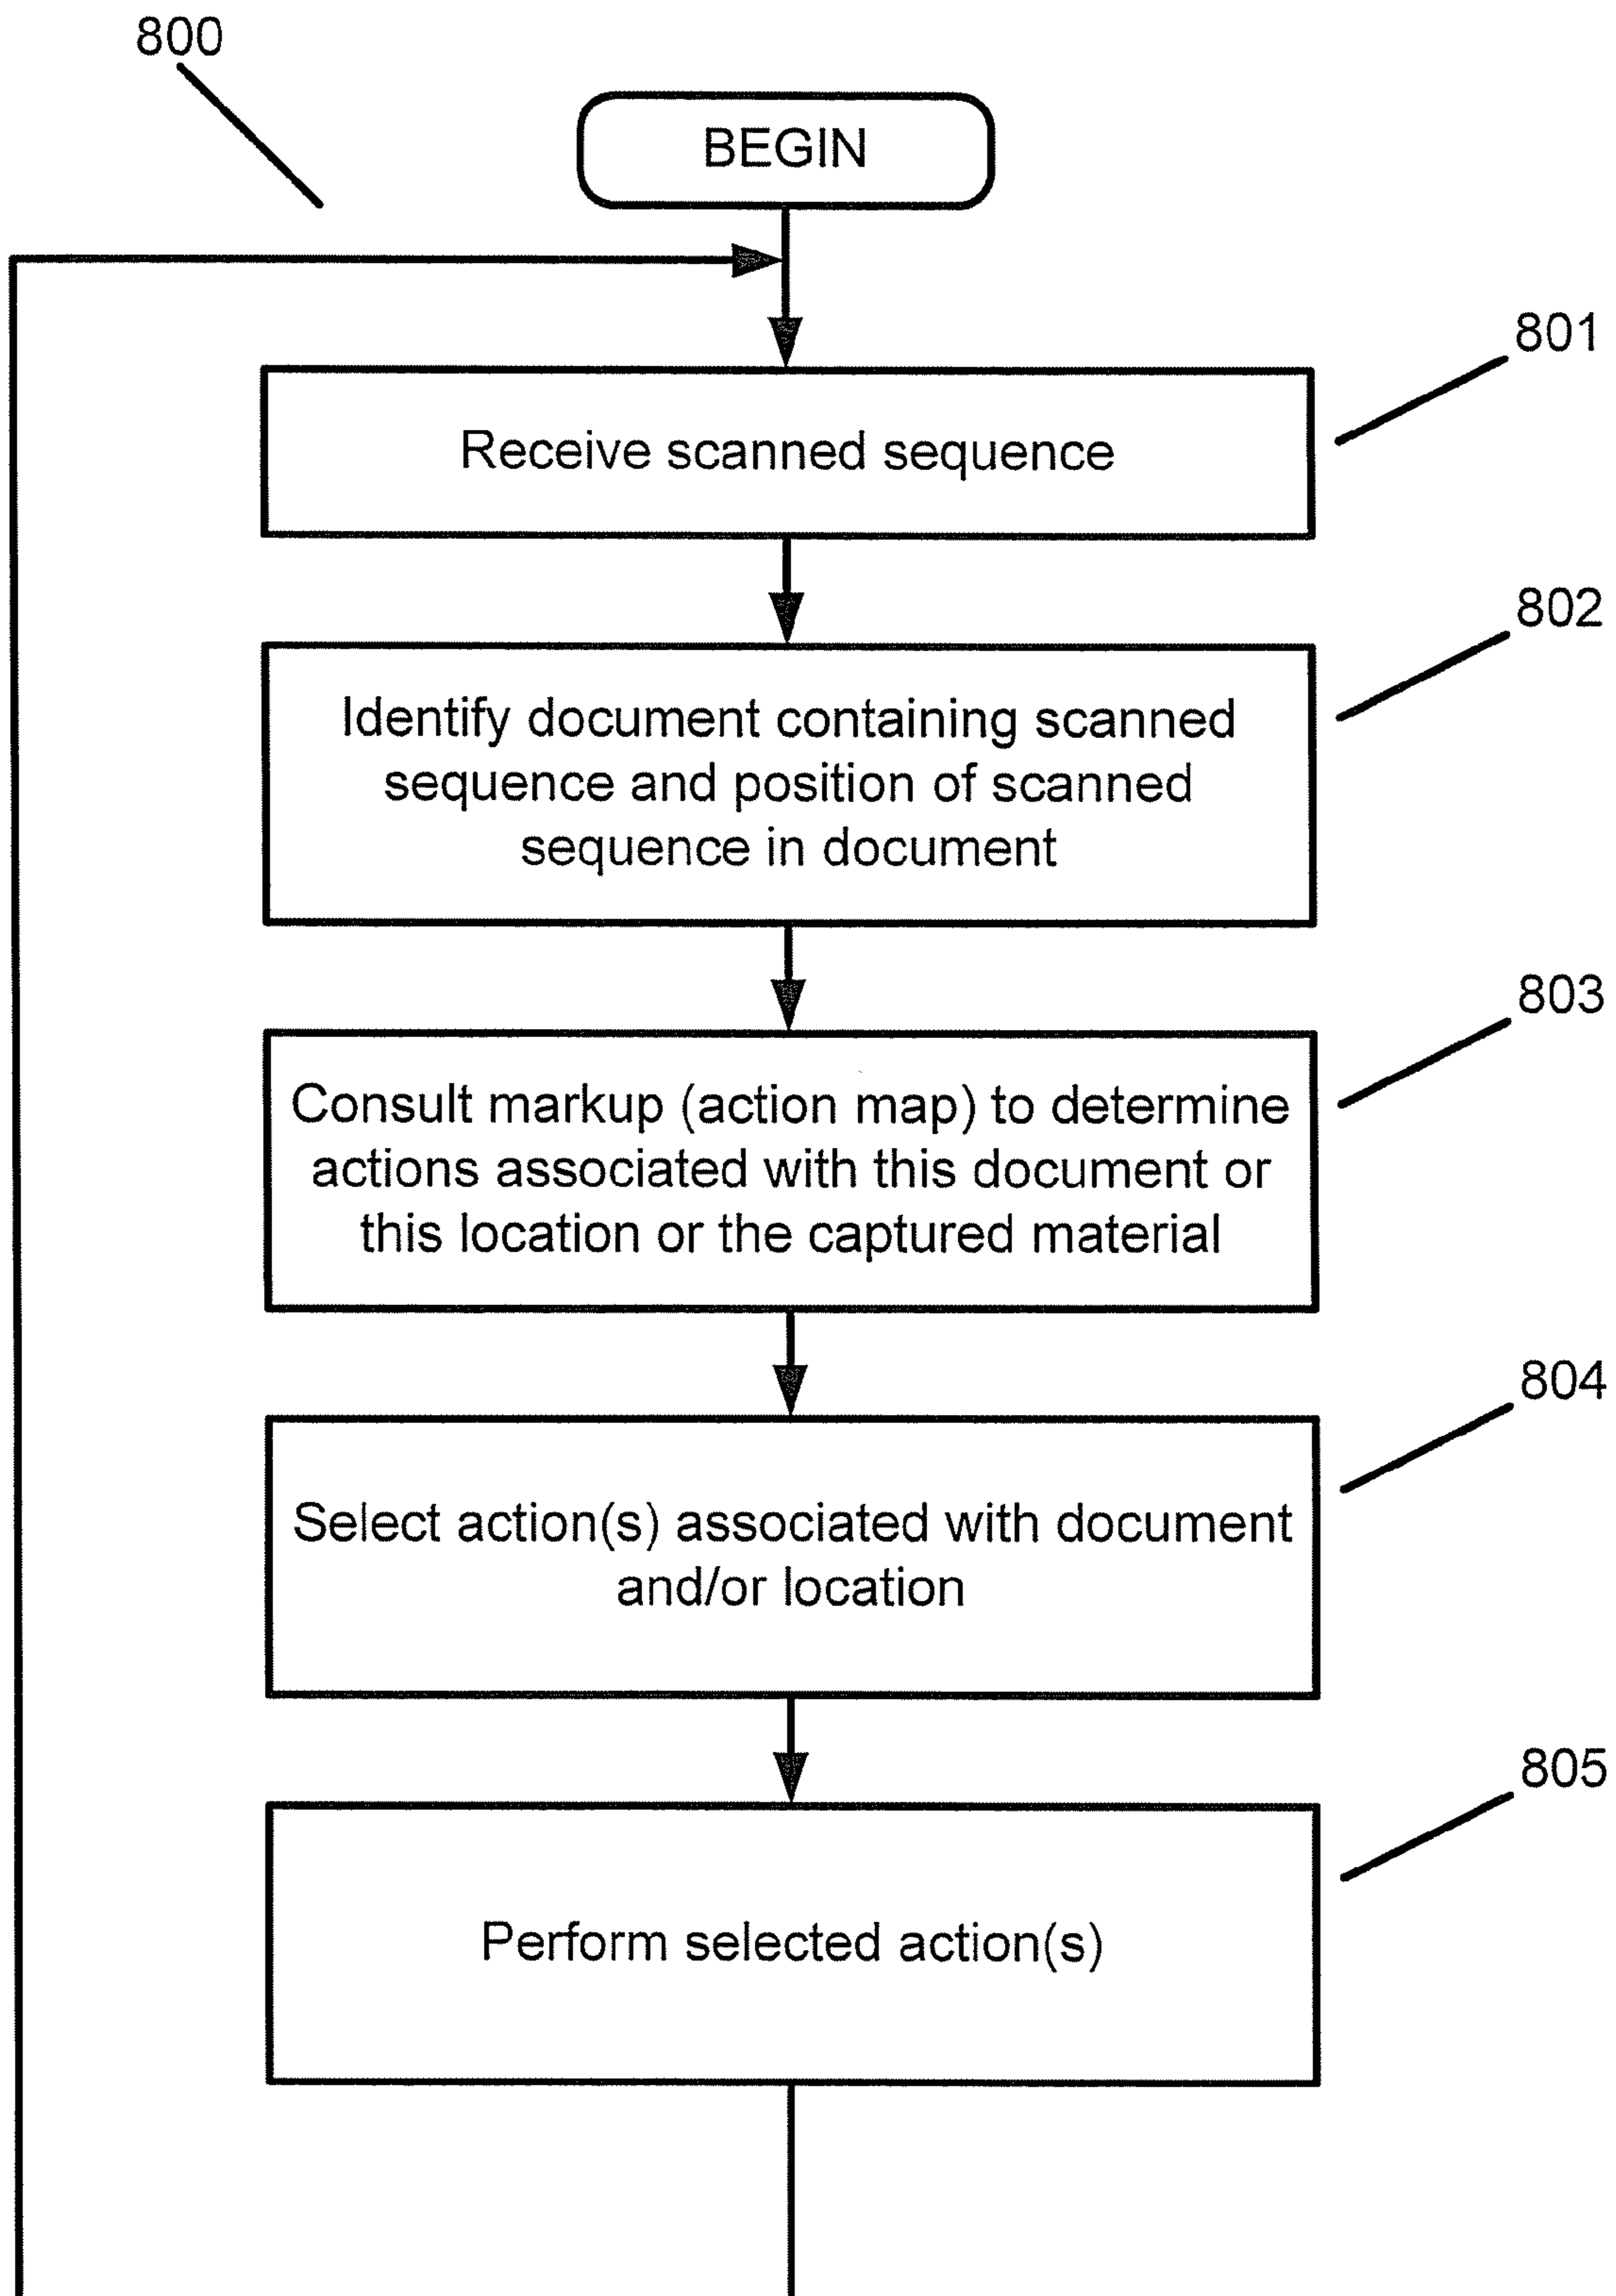 800
BEGIN
801
Receive scanned sequence
802
Identify document containing scanned
sequence and position of scanned
sequence in document
803
Consult markup (action map) to determine
actions associated with this document or
this location or the captured material
804
Select action(s) associated with document
and/or location
805
Perform selected action(s)